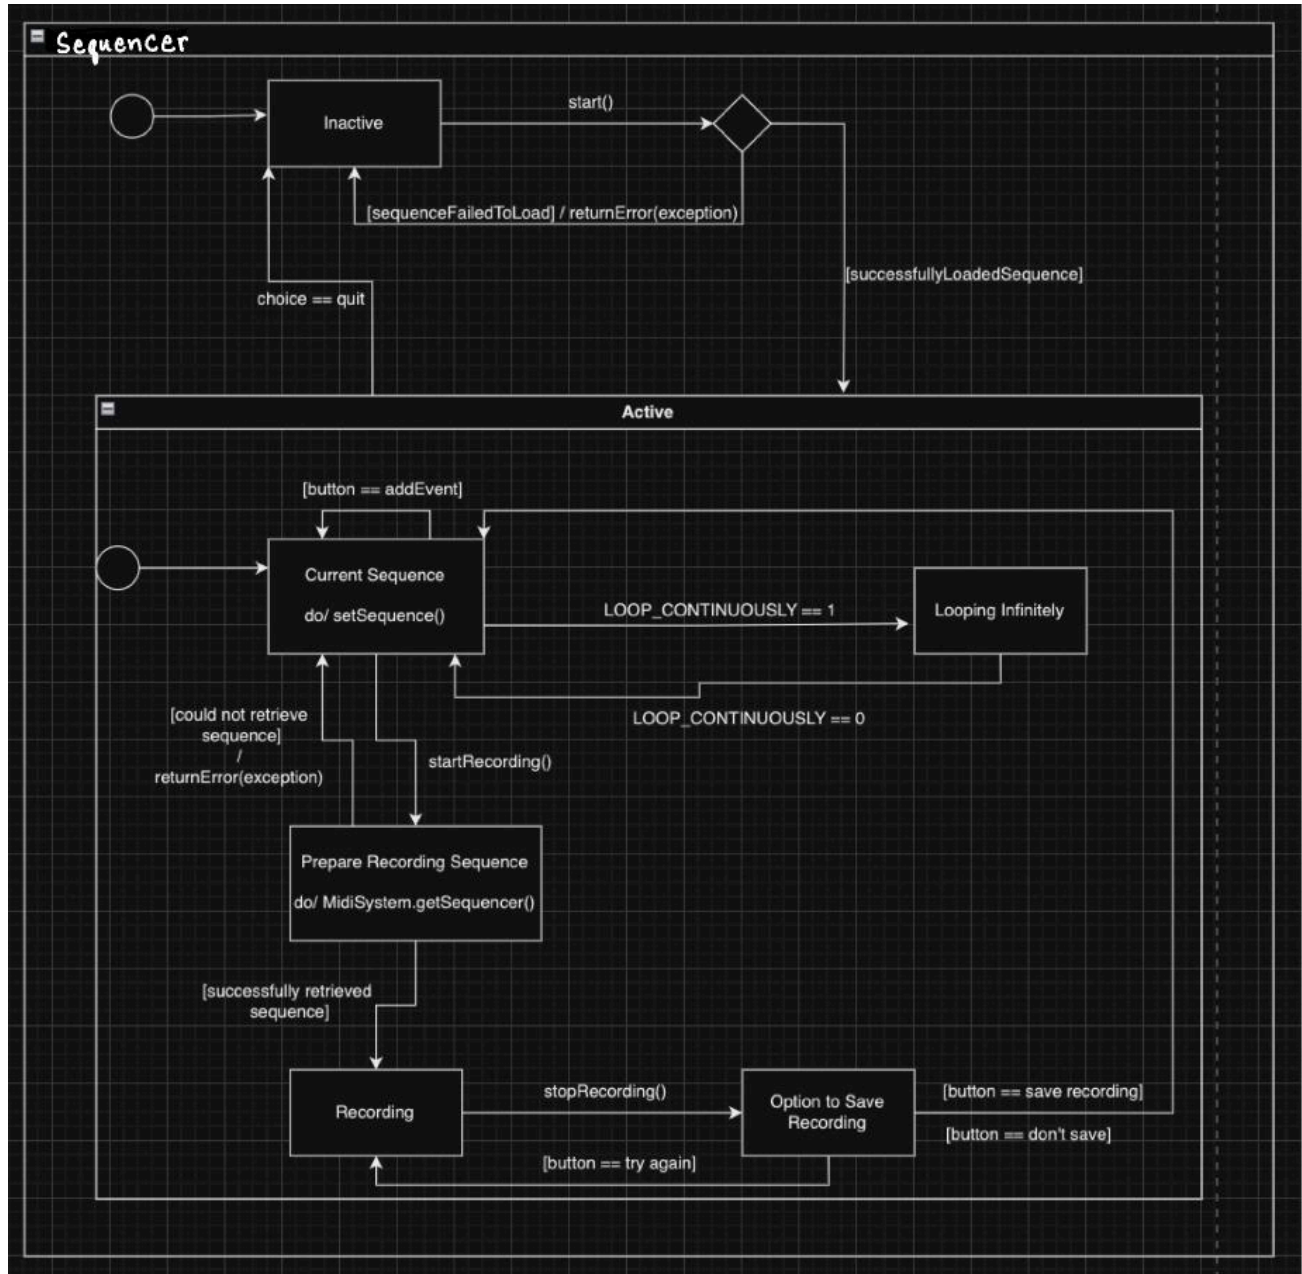 Sequencer
Inactive
start()
[sequenceFailedToLoad] / returnError(exception)
[successfullyLoadedSequence]
choice == quit
Active
[button == addEvent]
Current Sequence
do/ setSequence()
LOOP_CONTINUOUSLY == 1
Looping Infinitely
LOOP_CONTINUOUSLY == 0
[could not retrieve
sequence]
/
returnError(exception)
startRecording()
Prepare Recording Sequence
do/ MidiSystem.getSequencer()
[successfully retrieved
sequence]
Recording
stopRecording()
Option to Save
Recording
[button == save recording]
[button == don't save]
[button == try again]